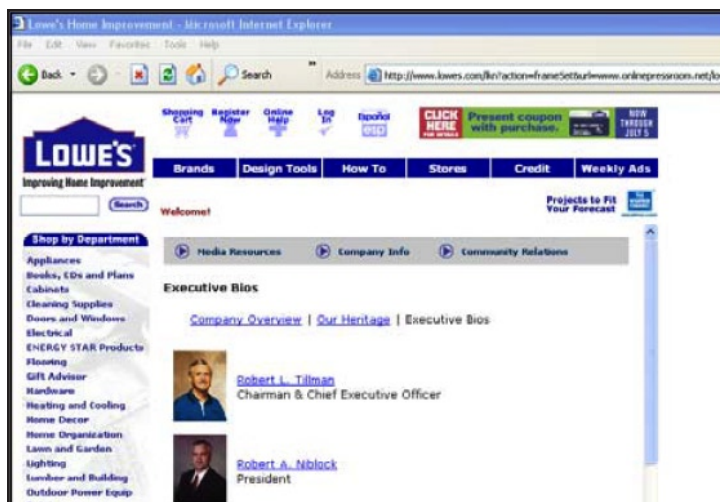 Lowe's Home Improvement - Microsoft Internet Explorer
File Edit View Favorites Tools Help
Back Search Address http://www.lowes.com/lkn?action=frameSet&url=www.onlinepressroom.net/lo
Shopping Cart Register Now Online Help Log In Español esp
CLICK HERE FOR DETAILS Present coupon with purchase. NOW THROUGH JULY 5
LOWE'S
Improving Home Improvement
Brands Design Tools How To Stores Credit Weekly Ads
Search
Welcome!
Projects to Fit Your Forecast
Shop by Department
Media Resources Company Info Community Relations
Appliances
Books, CDs and Plans
Cabinets
Cleaning Supplies
Doors and Windows
Electrical
ENERGY STAR Products
Flooring
Gift Advisor
Hardware
Heating and Cooling
Home Decor
Home Organization
Lawn and Garden
Lighting
Lumber and Building
Outdoor Power Equip
Executive Bios
Company Overview | Our Heritage | Executive Bios
Robert L. Tillman
Chairman & Chief Executive Officer
Robert A. Niblock
President